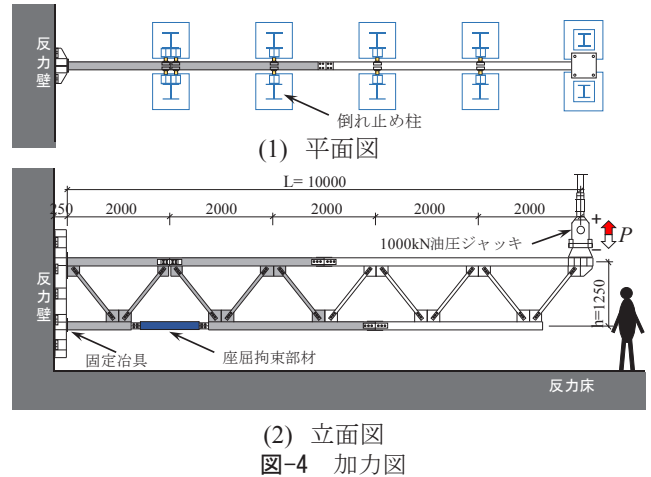 反力壁
倒れ止め柱
(1) 平面図
L= 10000
250 2000 2000 2000 2000 2000
+
P
−
1000kN油圧ジャッキ
反力壁
h=1250
固定冶具
座屈拘束部材
反力床
(2) 立面図
図-4 加力図